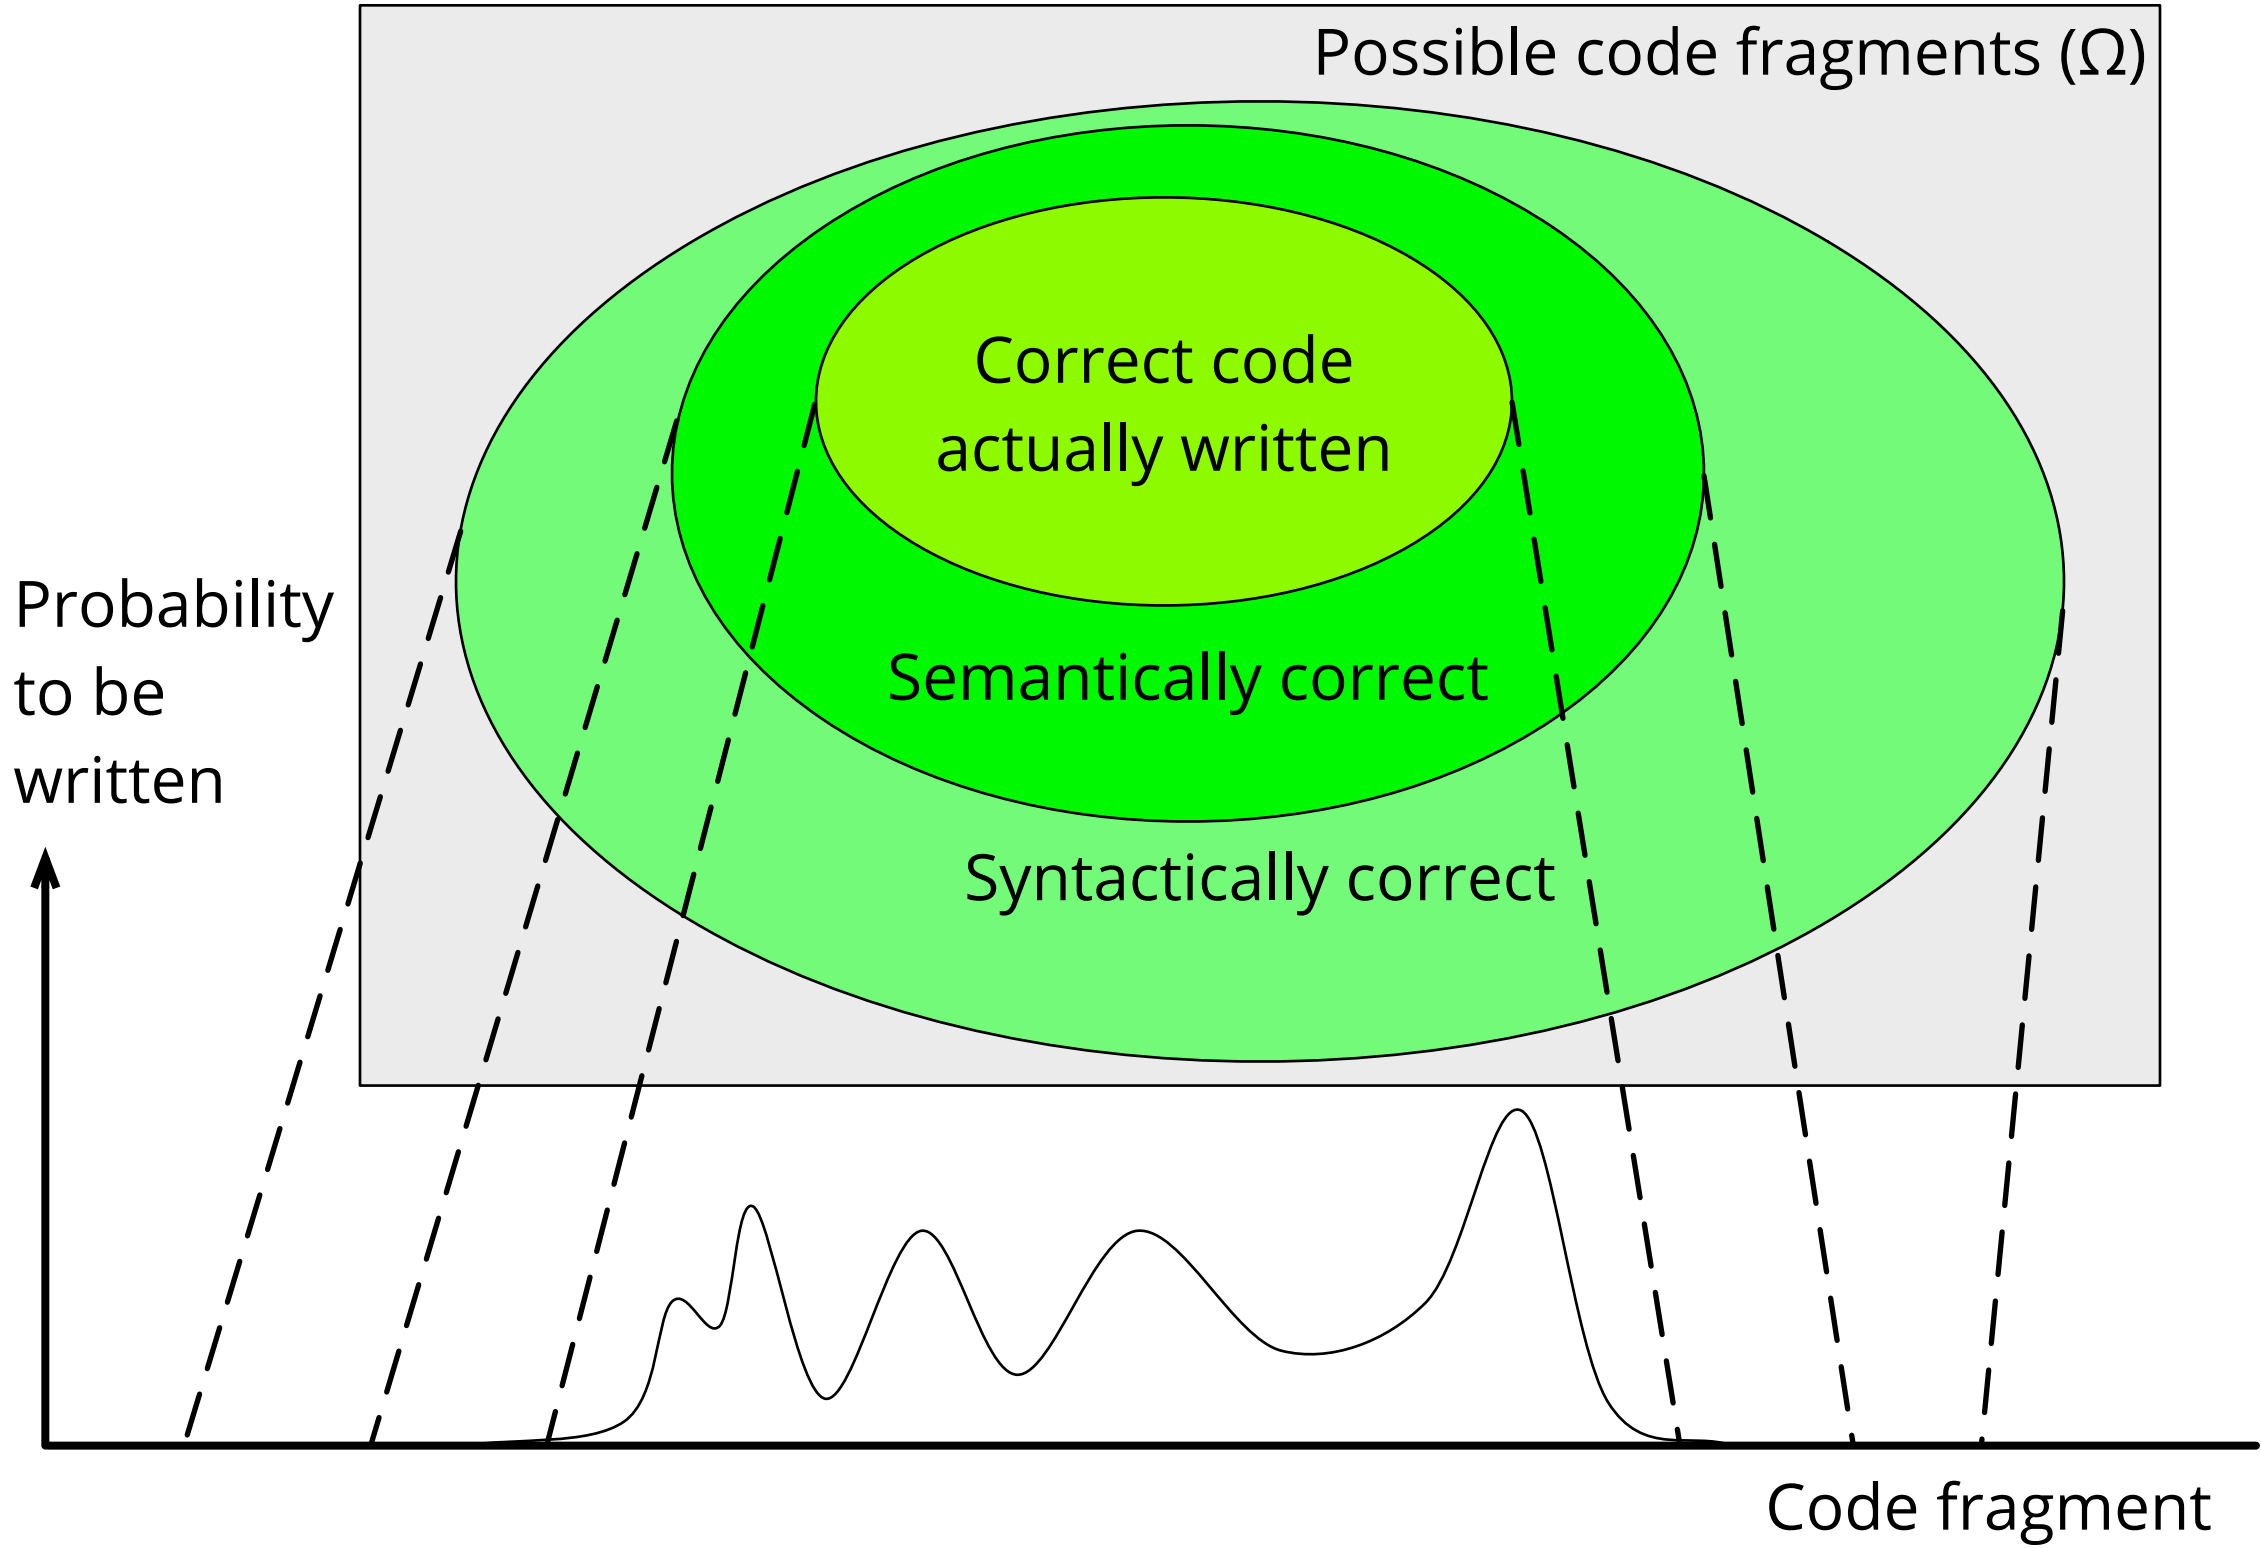 Possible code fragments (Ω)
Correct code
actually written
Semantically correct
Syntactically correct
Probability
to be
written
Code fragment